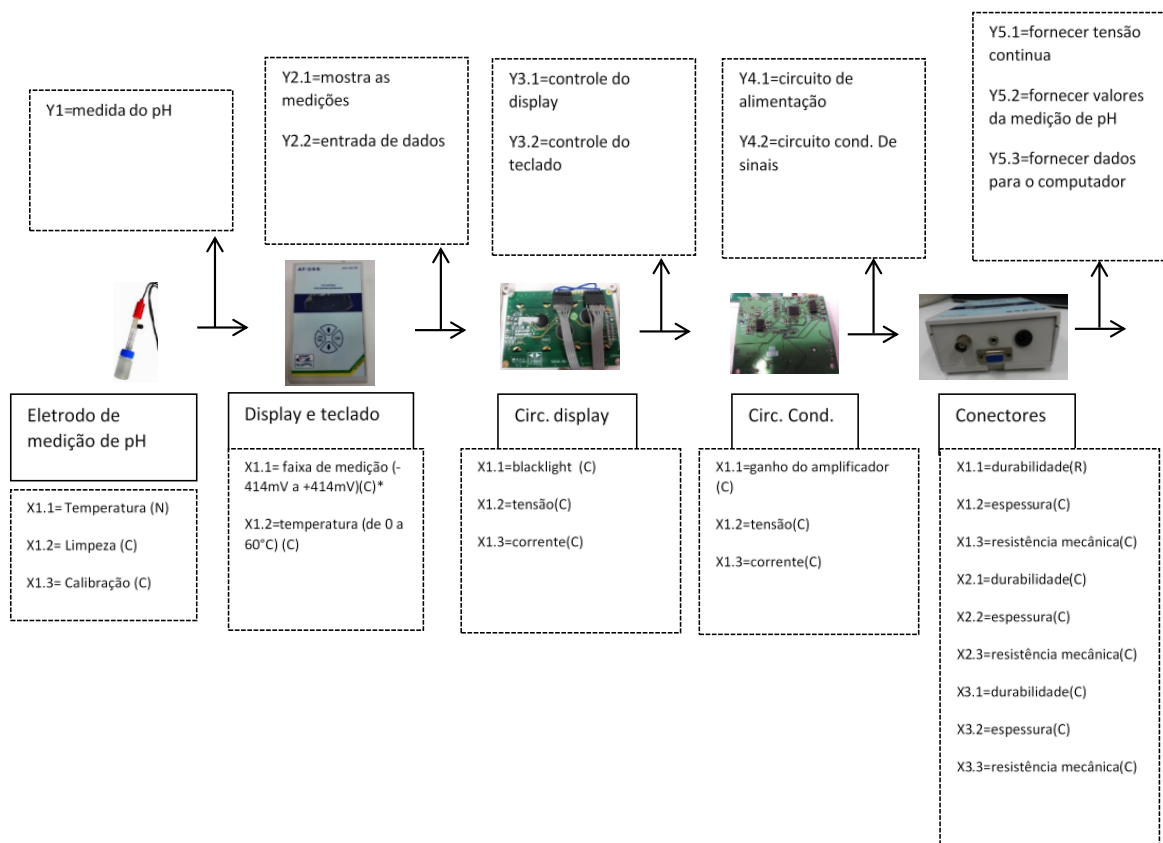 Y1=medida do pH
Y2.1=mostra as
medições
Y2.2=entrada de dados
Y3.1=controle do
display
Y3.2=controle do
teclado
Y4.1=circuito de
alimentação
Y4.2=circuito cond. De
sinais
Y5.1=fornecer tensão
continua
Y5.2=fornecer valores
da medição de pH
Y5.3=fornecer dados
para o computador
Eletrodo de
medição de pH
X1.1= Temperatura (N)
X1.2= Limpeza (C)
X1.3= Calibração (C)
Display e teclado
X1.1= faixa de medição (-
414mV a +414mV)(C)*
X1.2=temperatura (de 0 a
60°C) (C)
Circ. display
X1.1=blacklight (C)
X1.2=tensão(C)
X1.3=corrente(C)
Circ. Cond.
X1.1=ganho do amplificador
(C)
X1.2=tensão(C)
X1.3=corrente(C)
Conectores
X1.1=durabilidade(R)
X1.2=espessura(C)
X1.3=resistência mecânica(C)
X2.1=durabilidade(C)
X2.2=espessura(C)
X2.3=resistência mecânica(C)
X3.1=durabilidade(C)
X3.2=espessura(C)
X3.3=resistência mecânica(C)